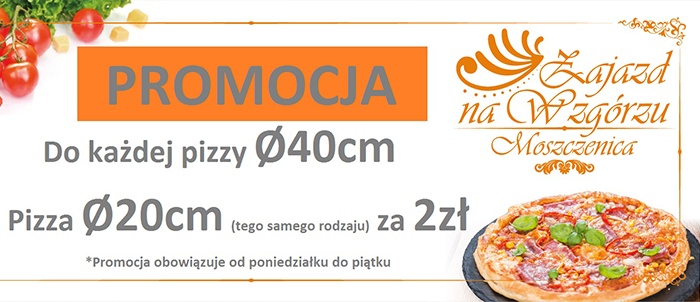 PROMOCJA
Do każdej pizzy Ø40cm
Pizza Ø20cm (tego samego rodzaju) za 2zł
*Promocja obowiązuje od poniedziałku do piątku
Zajazd
na Wzgórzu
Moszczenica